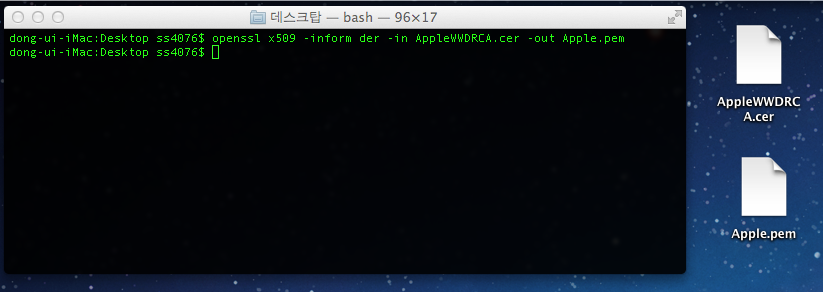 데스크탑 — bash — 96×17
dong-ui-iMac:Desktop ss4076$ openssl x509 -inform der -in AppleWWDRCA.cer -out Apple.pem
dong-ui-iMac:Desktop ss4076$
AppleWWDRC
A.cer
Apple.pem